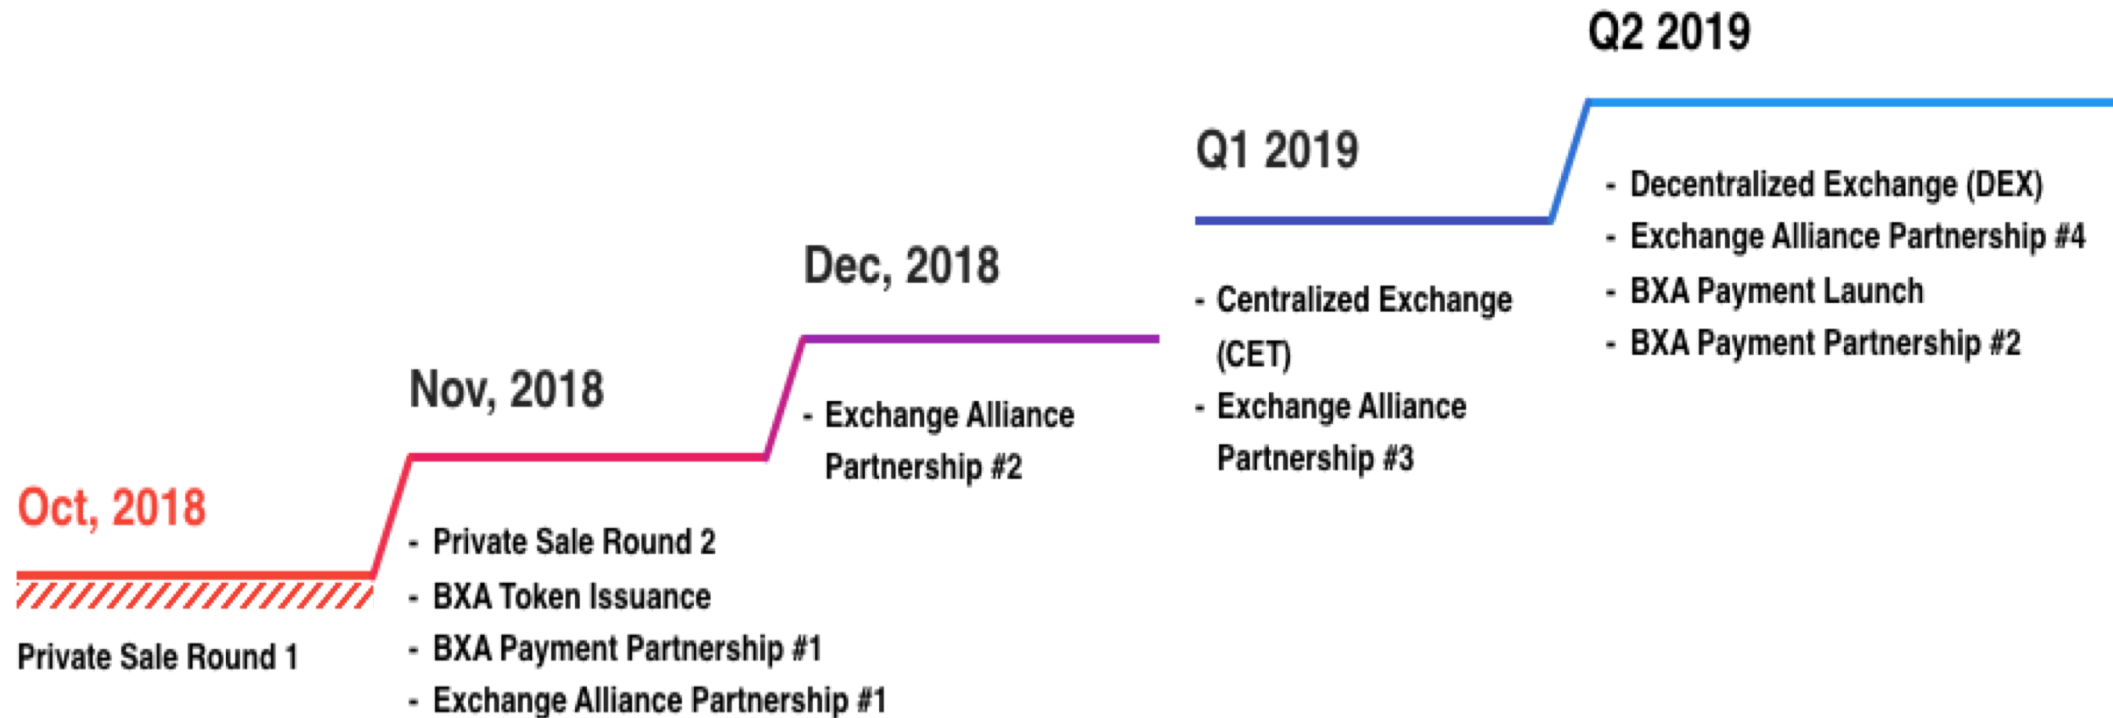 Oct, 2018
Private Sale Round 1
Nov, 2018
- Private Sale Round 2
- BXA Token Issuance
- BXA Payment Partnership #1
- Exchange Alliance Partnership #1
Dec, 2018
- Exchange Alliance
Partnership #2
Q1 2019
- Centralized Exchange
(CET)
- Exchange Alliance
Partnership #3
Q2 2019
- Decentralized Exchange (DEX)
- Exchange Alliance Partnership #4
- BXA Payment Launch
- BXA Payment Partnership #2